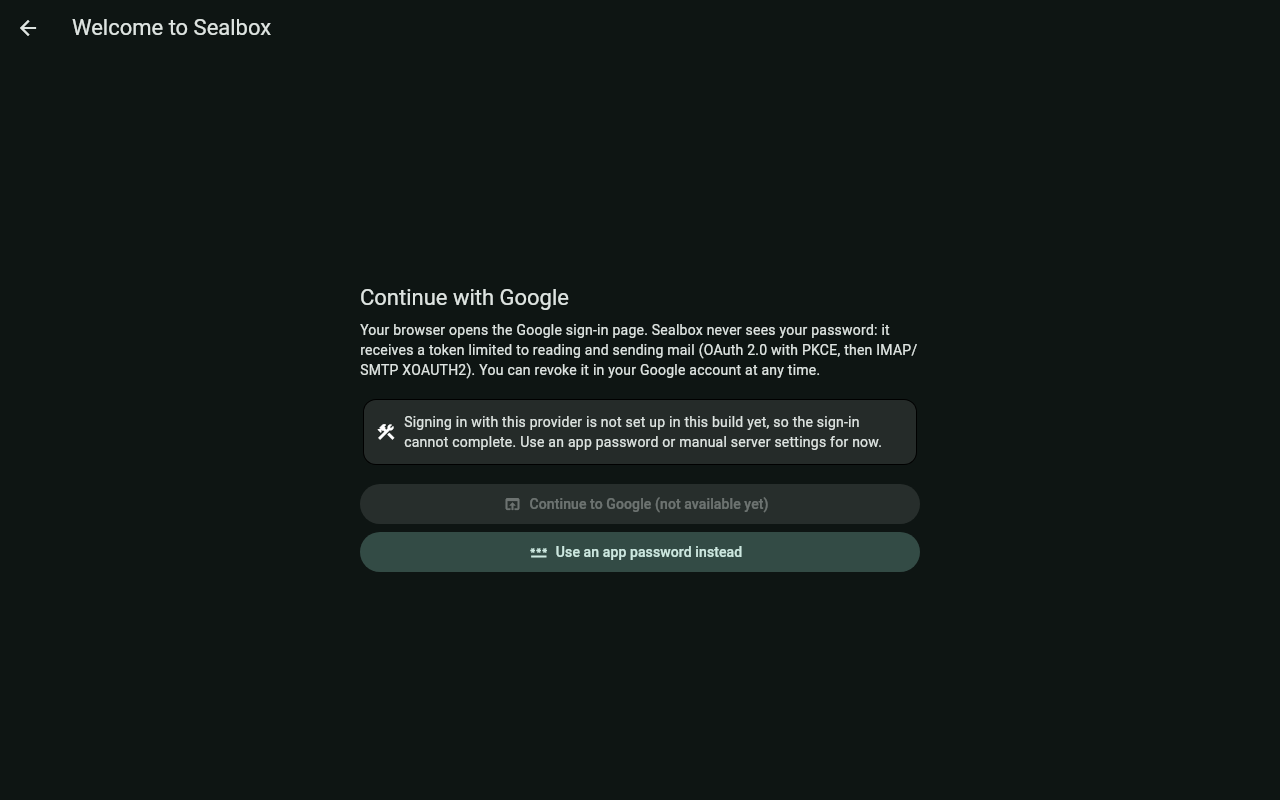 Welcome to Sealbox
Continue with Google
Your browser opens the Google sign-in page. Sealbox never sees your password: it
receives a token limited to reading and sending mail (OAuth 2.0 with PKCE, then IMAP/
SMTP XOAUTH2). You can revoke it in your Google account at any time.
Signing in with this provider is not set up in this build yet, so the sign-in
cannot complete. Use an app password or manual server settings for now.
Continue to Google (not available yet)
Use an app password instead